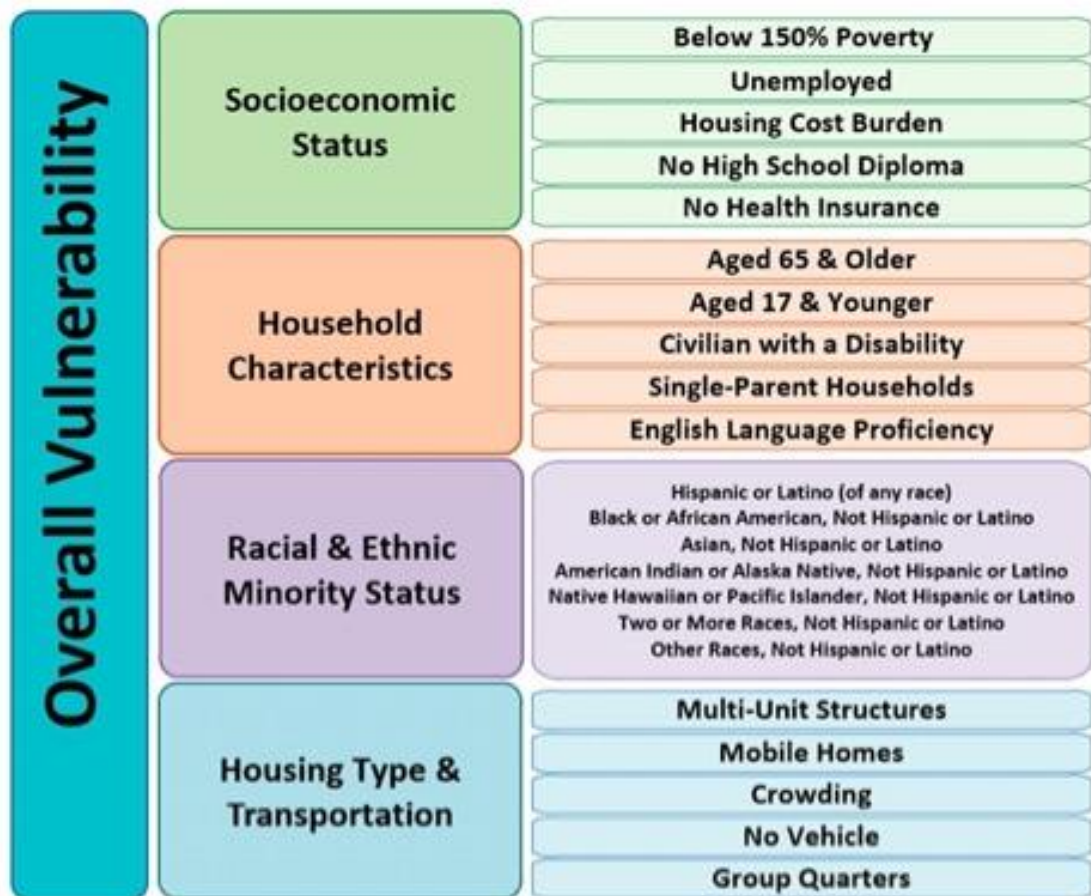 Overall Vulnerability
Socioeconomic
Status
Below 150% Poverty
Unemployed
Housing Cost Burden
No High School Diploma
No Health Insurance
Household
Characteristics
Aged 65 & Older
Aged 17 & Younger
Civilian with a Disability
Single-Parent Households
English Language Proficiency
Racial & Ethnic
Minority Status
Hispanic or Latino (of any race)
Black or African American, Not Hispanic or Latino
Asian, Not Hispanic or Latino
American Indian or Alaska Native, Not Hispanic or Latino
Native Hawaiian or Pacific Islander, Not Hispanic or Latino
Two or More Races, Not Hispanic or Latino
Other Races, Not Hispanic or Latino
Housing Type &
Transportation
Multi-Unit Structures
Mobile Homes
Crowding
No Vehicle
Group Quarters